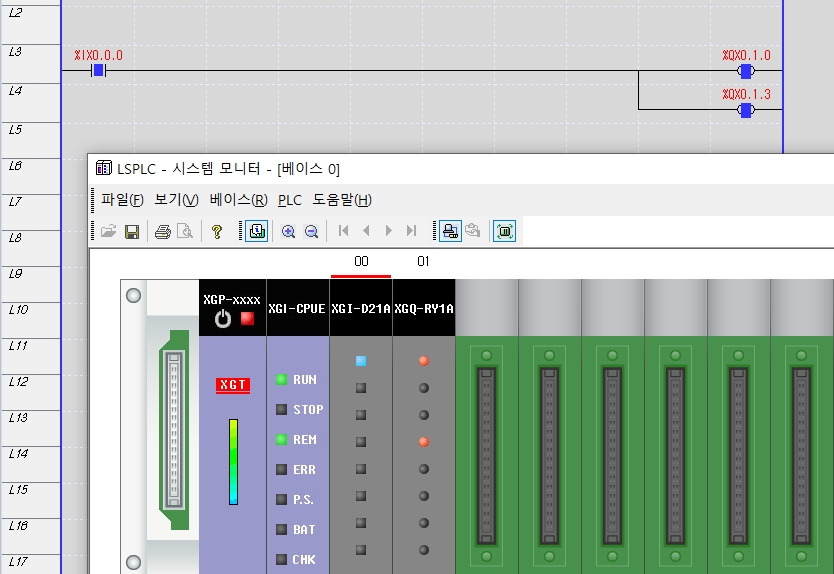 L2
L3
%IX0.0.0
%QX0.1.0
L4
%QX0.1.3
L5
L6
LSPLC - 시스템 모니터 - [베이스 0]
L7
파일(F) 보기(V) 베이스(R) PLC 도움말(H)
L8
L9
00 01
L10
XGP-xxxx XGI-CPUE XGI-D21A XGQ-RY1A
L11
L12
XGT
RUN
L13
STOP
L14
REM
L15
ERR
L16
P.S.
BAT
L17
CHK